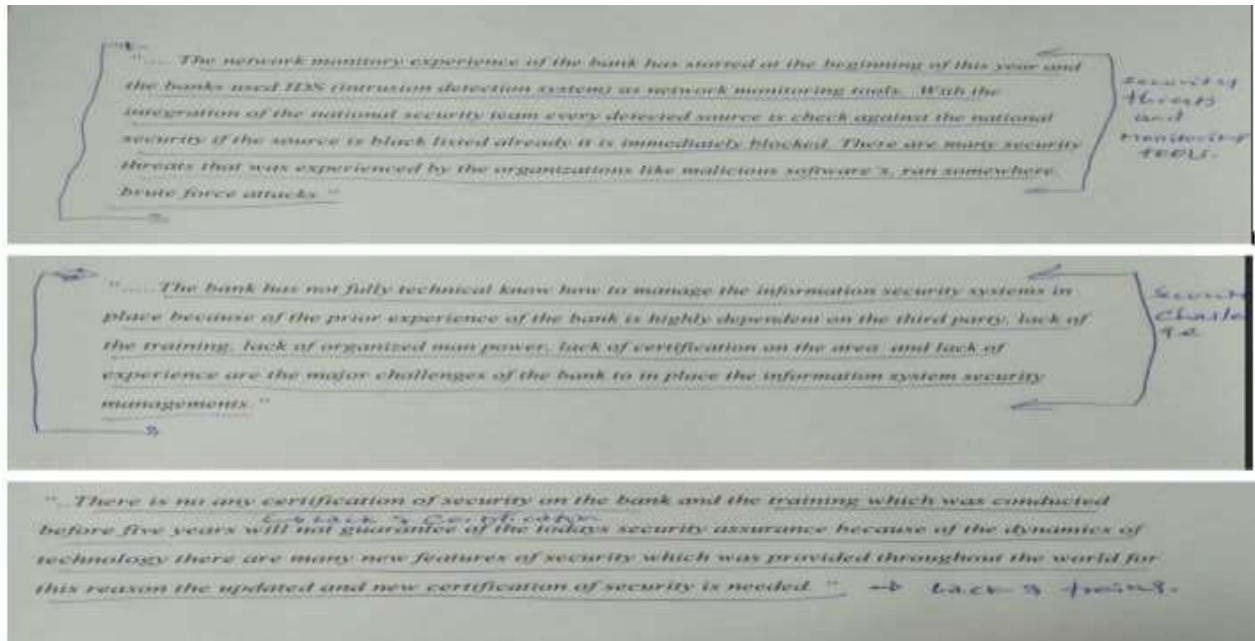 "..... The network monitory experience of the bank has started at the beginning of this year and
the banks used IDS (intrusion detection system) as network monitoring tools. With the
integration of the national security team every detected source is check against the national
security if the source is black listed already it is immediately blocked. There are many security
threats that was experienced by the organizations like malicious software's, ran somewhere,
brute force attacks."
Security
threats
and
Monitoring
tools.
"...... The bank has not fully technical know how to manage the information security systems in
place because of the prior experience of the bank is highly dependent on the third party, lack of
the training, lack of organized man power, lack of certification on the area and lack of
experience are the major challenges of the bank to in place the information system security
managements."
Challe
ge
"...There is no any certification of security on the bank and the training which was conducted
before five years will not guarantee of the todays security assurance because of the dynamics of
technology there are many new features of security which was provided throughout the world for
this reason the updated and new certification of security is needed."